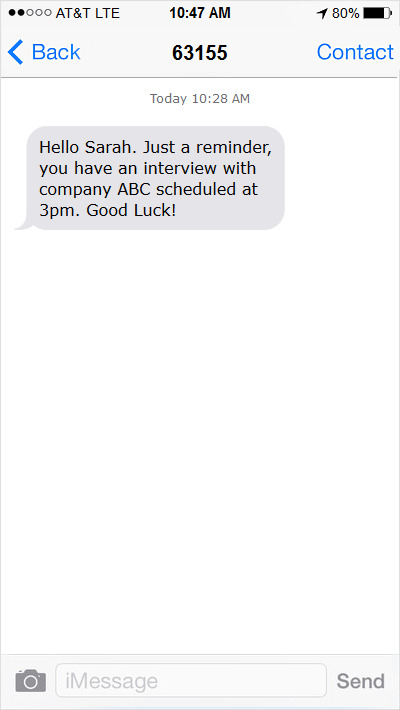 AT&T LTE 10:47 AM 80%
Back 63155 Contact
Today 10:28 AM
Hello Sarah. Just a reminder,
you have an interview with
company ABC scheduled at
3pm. Good Luck!
iMessage Send